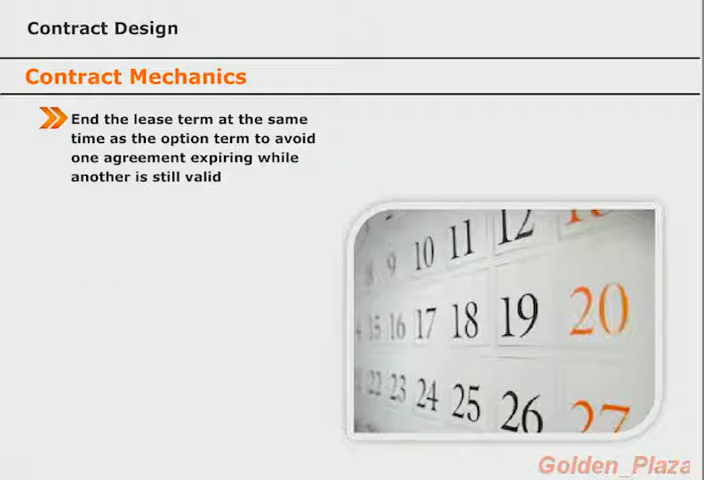 Contract Design
Contract Mechanics
End the lease term at the same
time as the option term to avoid
one agreement expiring while
another is still valid
9 10 11 12
15 16 17 18 19 20
22 23 24 25 26 27
Golden_Plaza